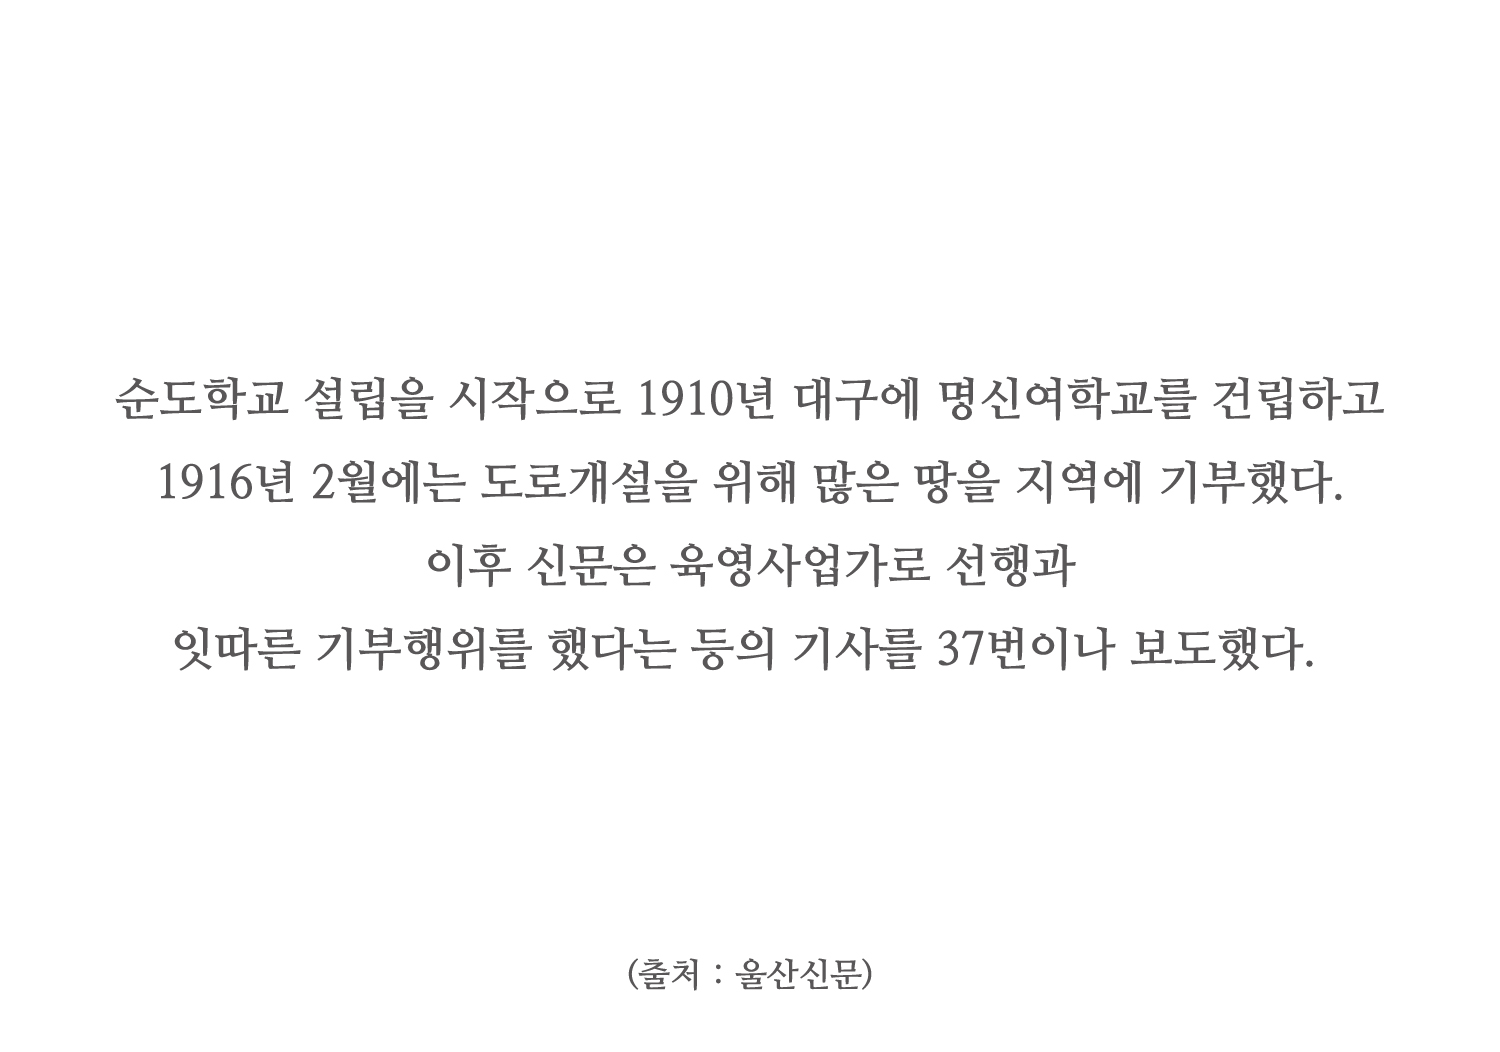 순도학교 설립을 시작으로 1910년 대구에 명신여학교를 건립하고
1916년 2월에는 도로개설을 위해 많은 땅을 지역에 기부했다.
이후 신문은 육영사업가로 선행과
잇따른 기부행위를 했다는 등의 기사를 37번이나 보도했다.
(출처 : 울산신문)